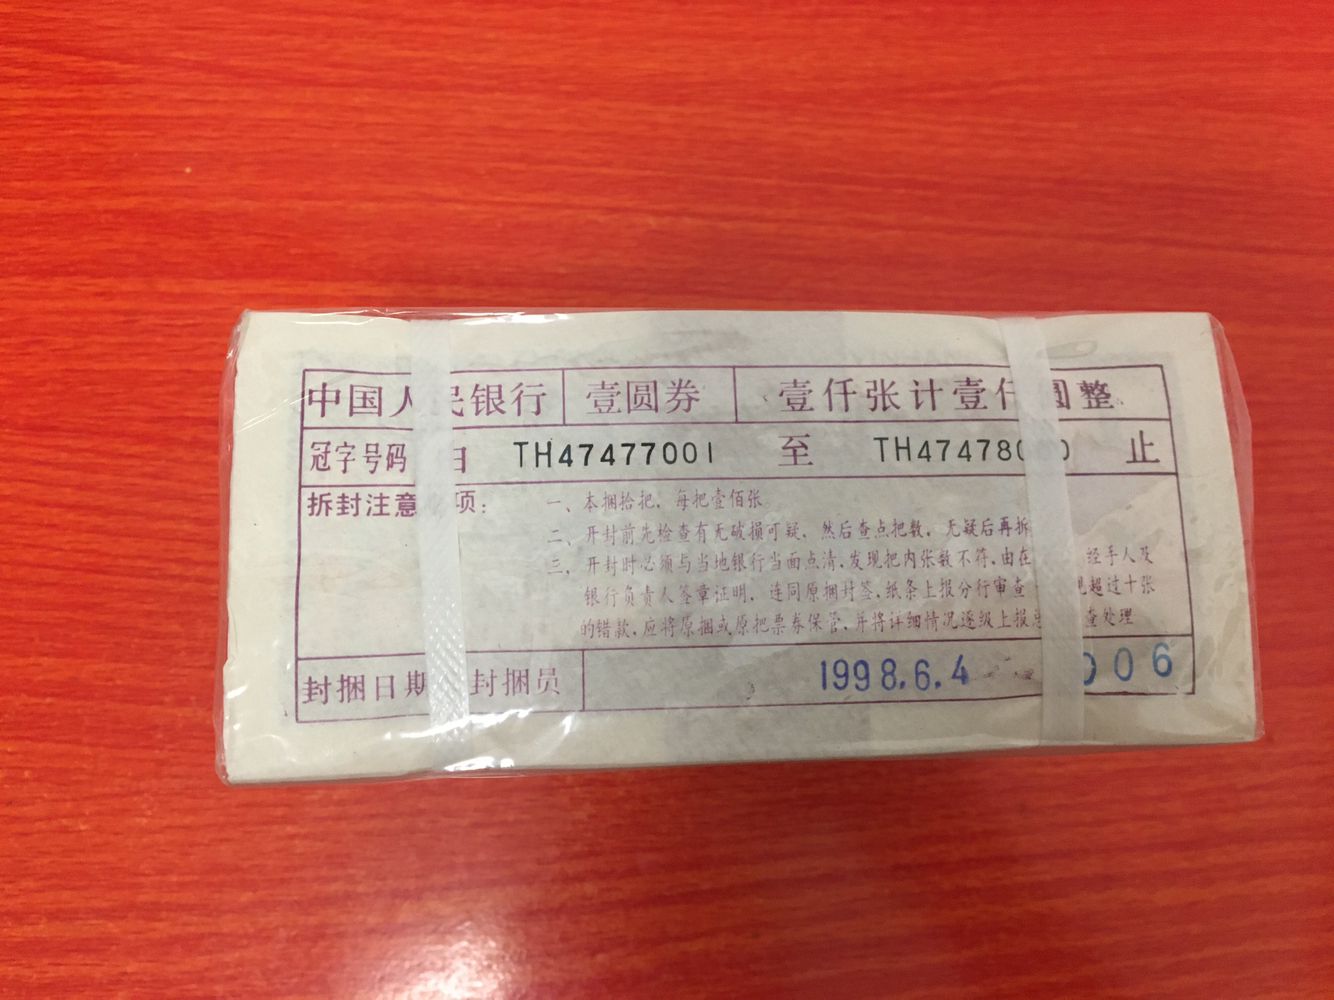 中国人民银行 壹圆券 壹仟张计壹仟圆整
冠字号码 由 TH47477001 至 TH474780 0 止
拆封注意 项： 一、本捆拾把，每把壹佰张
二、开封前先检查有无破损可疑，然后查点把数，无疑后再拆
三、开封时必须与当地银行当面点清，发现把内张数不符，由在 经手人及
银行负责人签章证明，连同原捆封签，纸条上报分行审查 现超过十张
的错款，应将原捆或原把票券保管，并将详细情况逐级上报 查处理
封捆日期 封捆员 1998.6.4 006